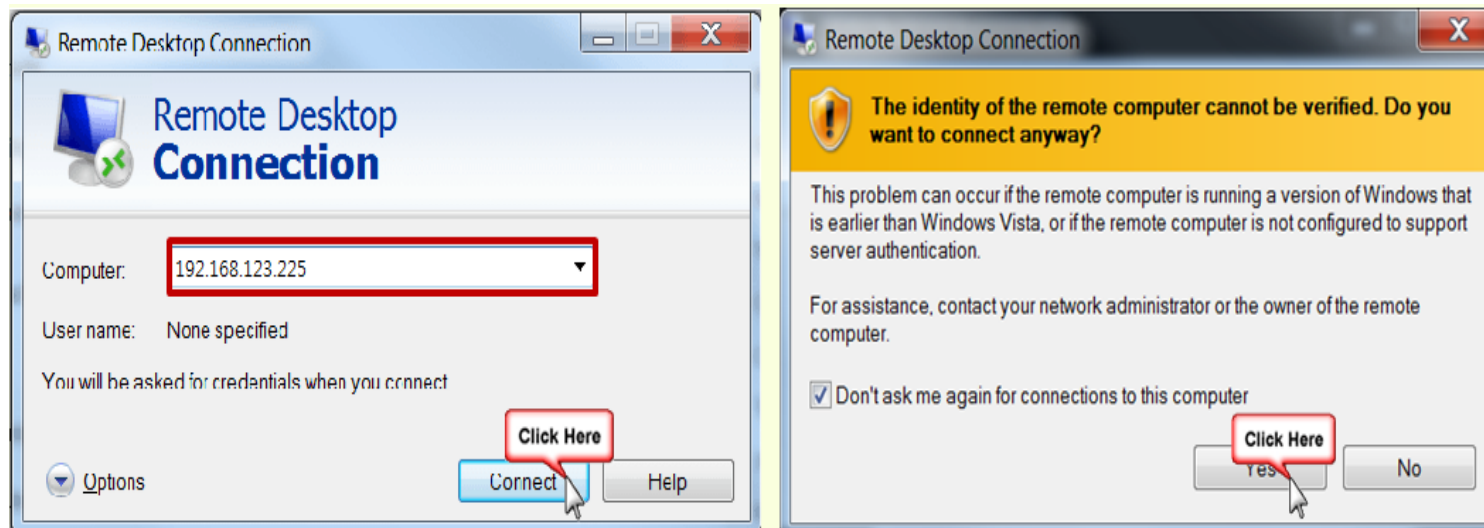 Remote Desktop Connection
Remote Desktop
Connection
Computer:
192.168.123.225
User name:
None specified
You will be asked for credentials when you connect
Click Here
Options
Connect
Help
Remote Desktop Connection
X
The identity of the remote computer cannot be verified. Do you
want to connect anyway?
This problem can occur if the remote computer is running a version of Windows that
is earlier than Windows Vista, or if the remote computer is not configured to support
server authentication.
For assistance, contact your network administrator or the owner of the remote
computer.
Don't ask me again for connections to this computer
Click Here
Yes
No